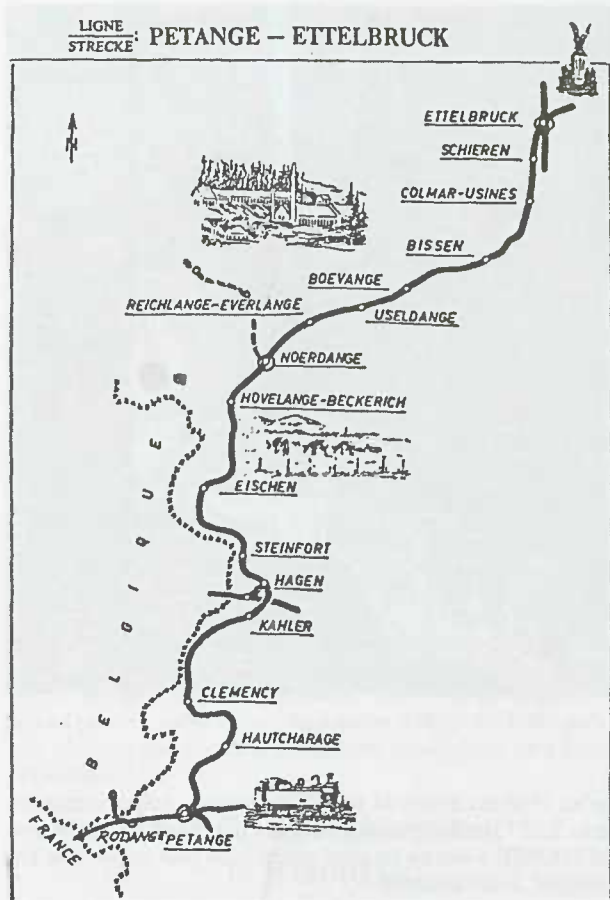 LIGNE
STRECKE: PETANGE – ETTELBRUCK
N
ETTELBRUCK
SCHIEREN
COLMAR-USINES
BISSEN
BOEVANGE
REICHLANGE-EVERLANGE
USELDANGE
NOERDANGE
HOVELANGE-BECKERICH
EISCHEN
STEINFORT
HAGEN
KAHLER
BELGIQUE
CLEMENCY
HAUTCHARAGE
FRANCE
RODANGE
PETANGE